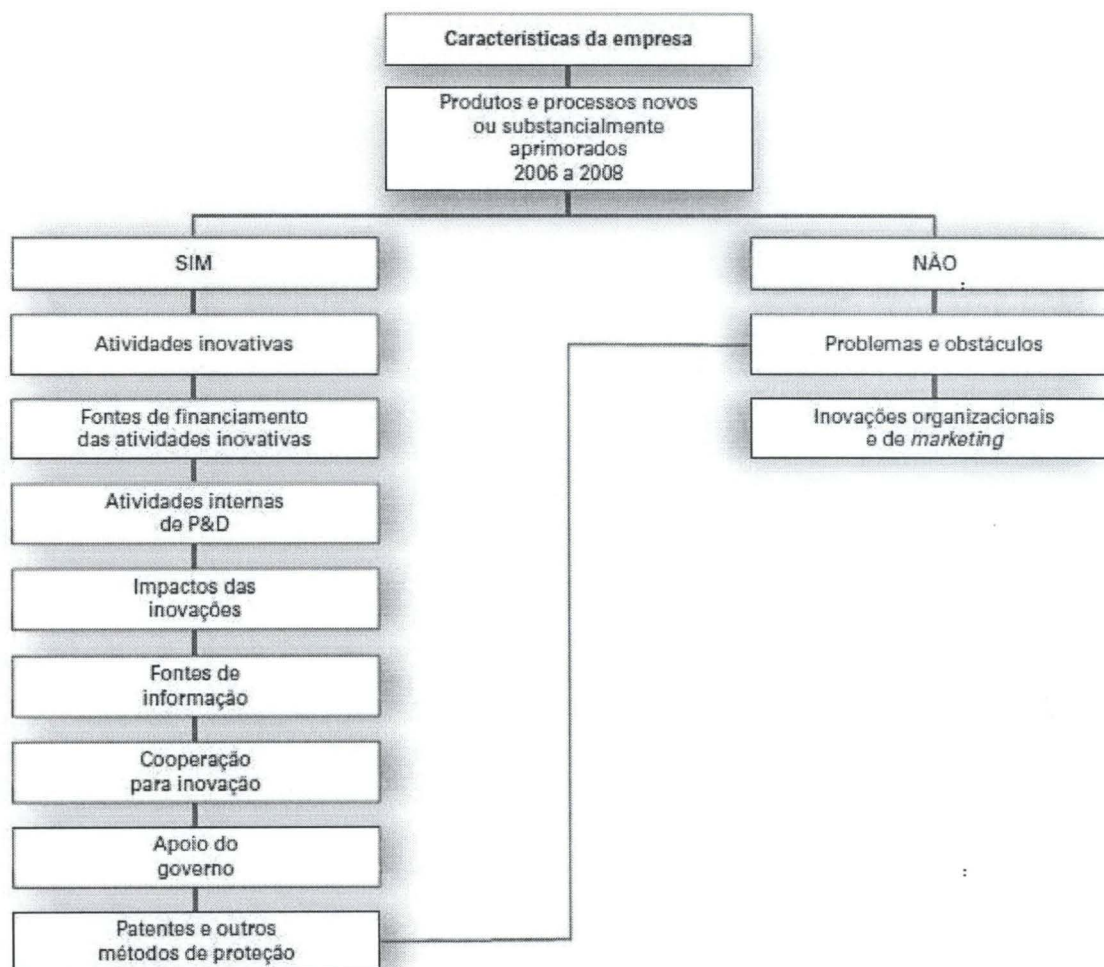 Características da empresa
Produtos e processos novos
ou substancialmente
aprimorados
2006 a 2008
SIM
NÃO
Atividades inovativas
Problemas e obstáculos
Fontes de financiamento
das atividades inovativas
Inovações organizacionais
e de marketing
Atividades internas
de P&D
Impactos das
inovações
Fontes de
informação
Cooperação
para inovação
Apoio do
governo
Patentes e outros
métodos de proteção